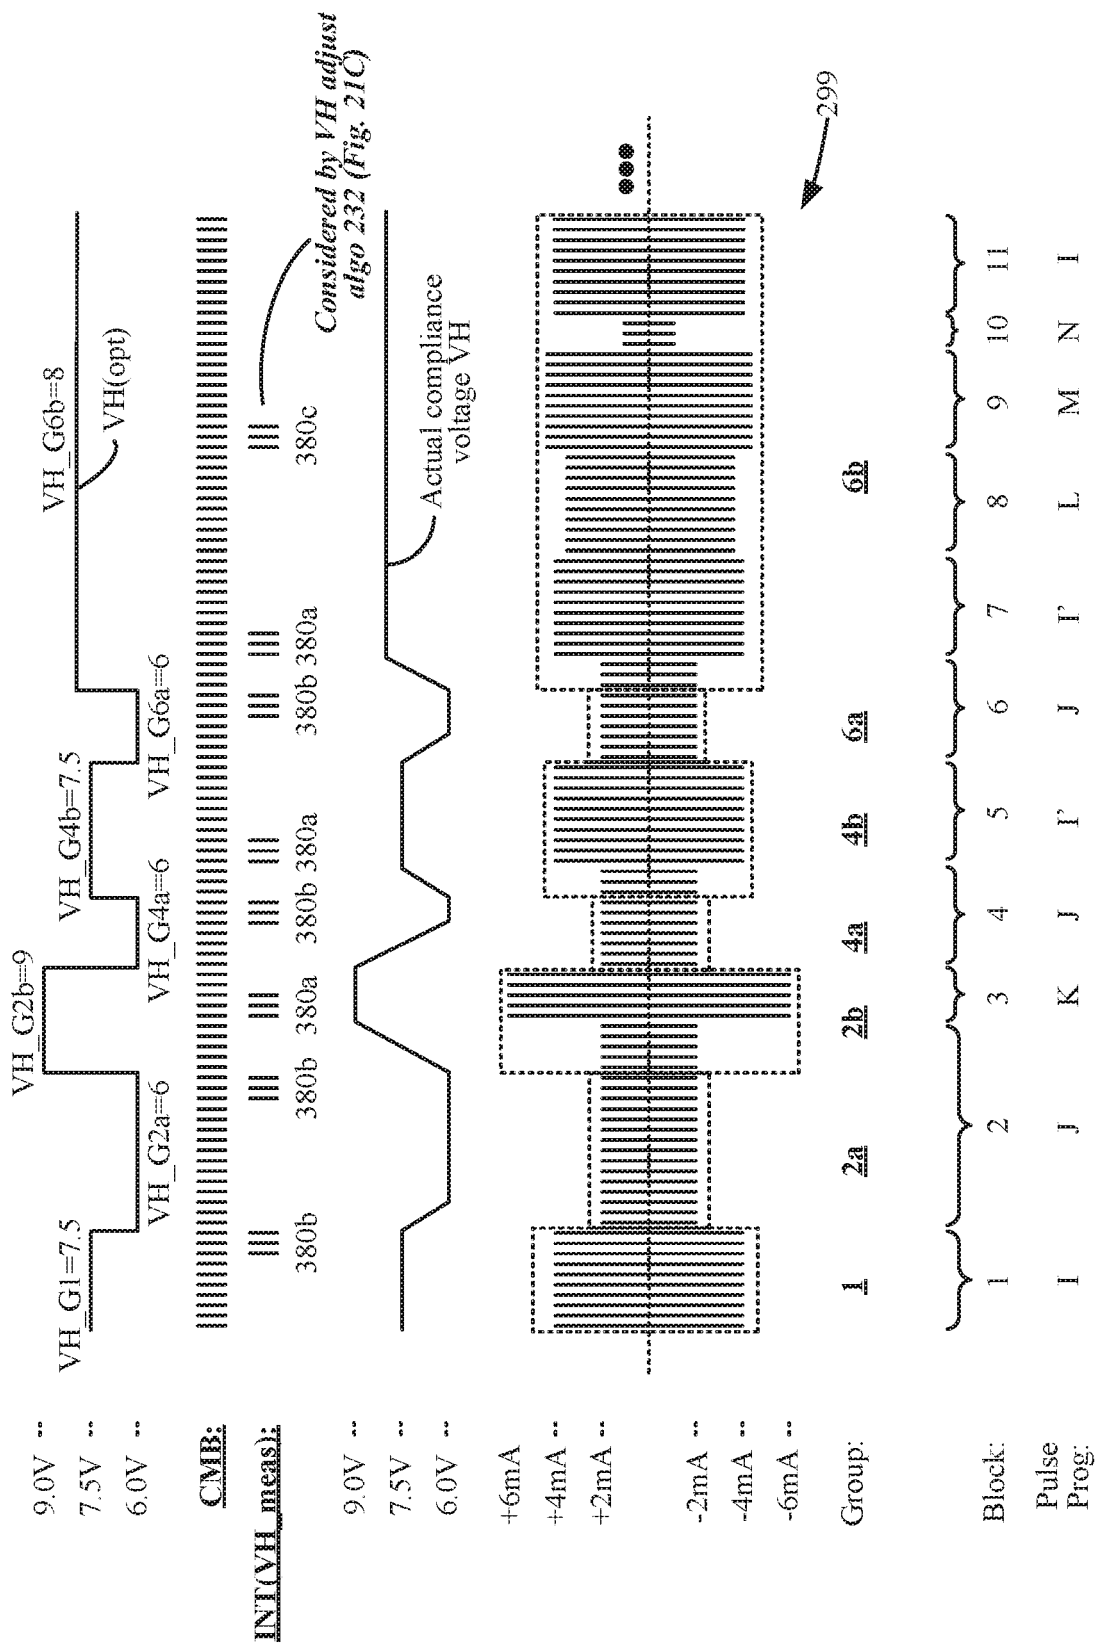 9.0V --
7.5V --
6.0V --
VH_G1=7.5
VH_G2a=6
VH_G2b=9
VH_G4a=6
VH_G4b=7.5
VH_G6a=6
VH_G6b=8
VH(opt)
CMB:
INT(VH_meas):
380b
380b
380a
380b
380a
380b
380a
380c
Considered by VH adjust
algo 232 (Fig. 21C)
9.0V --
7.5V --
6.0V --
Actual compliance
voltage VH
+6mA
+4mA --
+2mA --
-2mA --
-4mA --
-6mA --
299
Group:
1
2a
2b
4a
4b
6a
6b
Block:
1
2
3
4
5
6
7
8
9
10
11
Pulse
Prog:
I
J
K
J
I'
J
I'
L
M
N
I